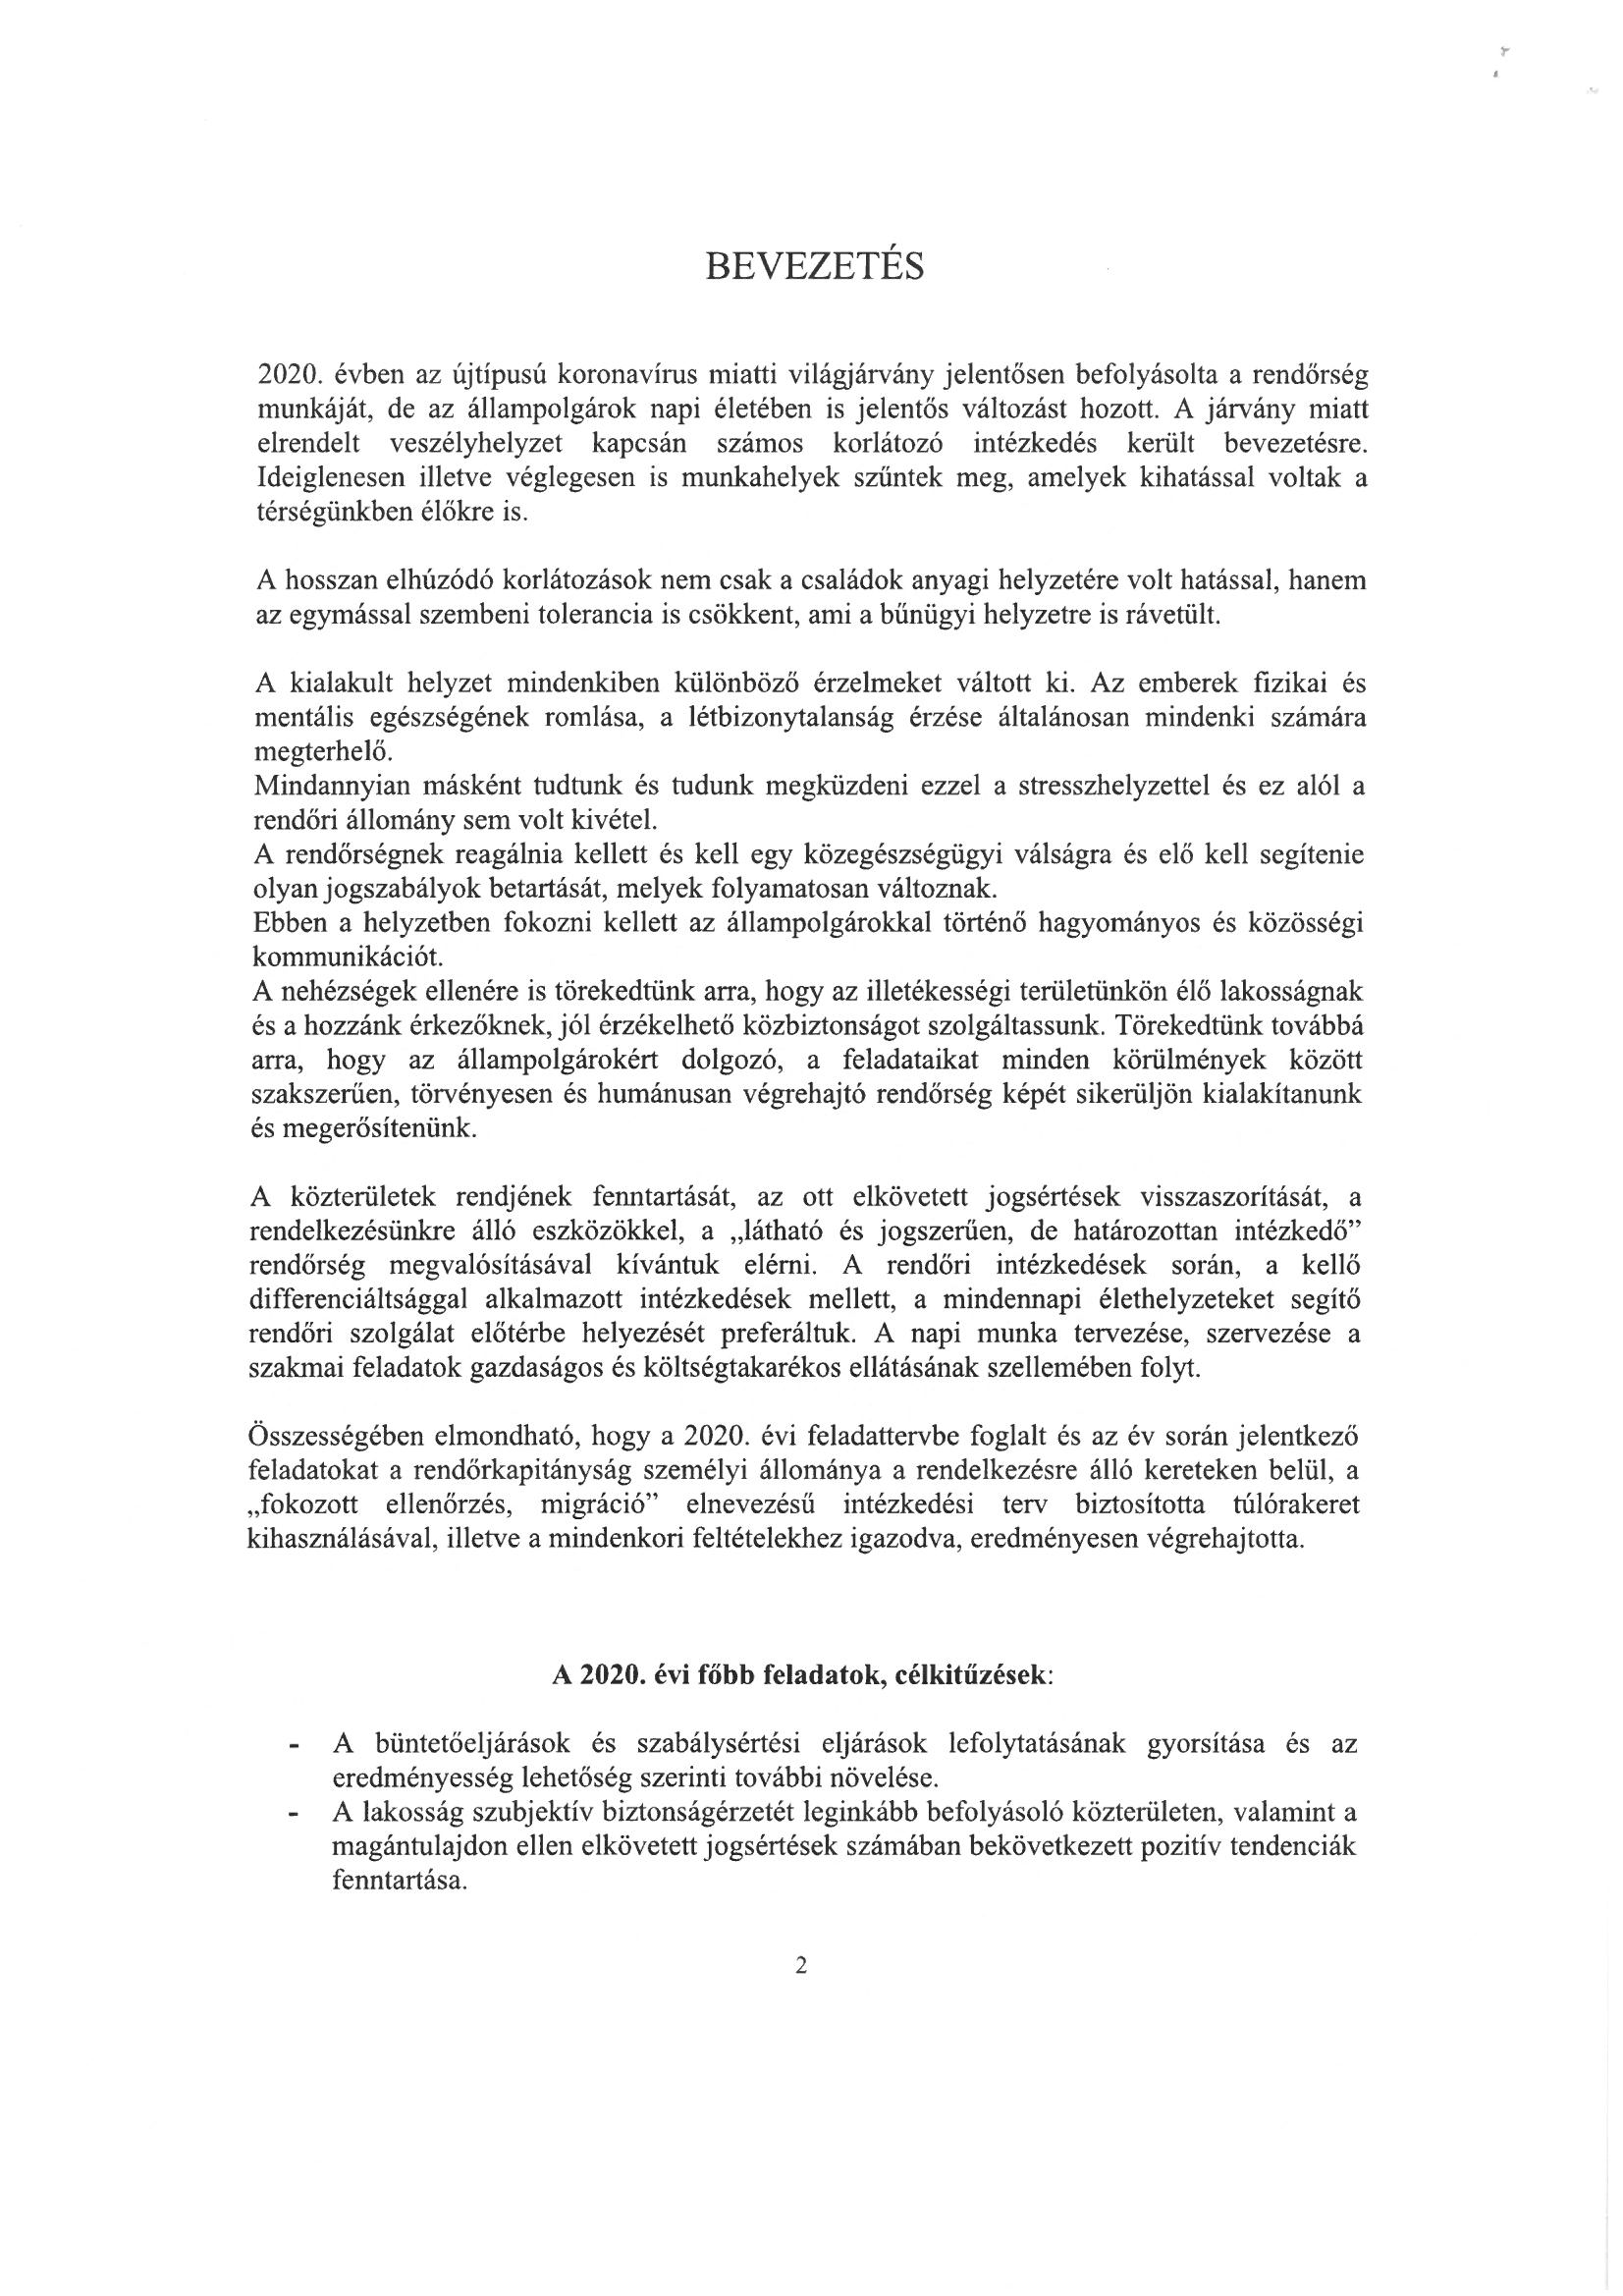 BEVEZETÉS
2020. évben az újtípusú koronavírus miatti világjárvány jelentősen befolyásolta a rendőrség
munkáját, de az állampolgárok napi életében is jelentős változást hozott. A járvány miatt
elrendelt veszélyhelyzet kapcsán számos korlátozó intézkedés került bevezetésre.
Ideiglenesen illetve véglegesen is munkahelyek szűntek meg, amelyek kihatással voltak a
térségünkben élőkre is.
A hosszan elhúzódó korlátozások nem csak a családok anyagi helyzetére volt hatással, hanem
az egymással szembeni tolerancia is csökkent, ami a bűnügyi helyzetre is rávetült.
A kialakult helyzet mindenkiben különböző érzelmeket váltott ki. Az emberek fizikai és
mentális egészségének romlása, a létbizonytalanság érzése általánosan mindenki számára
megterhelő.
Mindannyian másként tudtunk és tudunk megküzdeni ezzel a stresszhelyzettel és ez alól a
rendőri állomány sem volt kivétel.
A rendőrségnek reagálnia kellett és kell egy közegészségügyi válságra és elő kell segítenie
olyan jogszabályok betartását, melyek folyamatosan változnak.
Ebben a helyzetben fokozni kellett az állampolgárokkal történő hagyományos és közösségi
kommunikációt.
A nehézségek ellenére is törekedtünk arra, hogy az illetékességi területünkön élő lakosságnak
és a hozzánk érkezőknek, jól érzékelhető közbiztonságot szolgáltassunk. Törekedtünk továbbá
arra, hogy az állampolgárokért dolgozó, a feladataikat minden körülmények között
szakszerűen, törvényesen és humánusan végrehajtó rendőrség képét sikerüljön kialakítanunk
és megerősítenünk.
A közterületek rendjének fenntartását, az ott elkövetett jogsértések visszaszorítását, a
rendelkezésünkre álló eszközökkel, a „látható és jogszerűen, de határozottan intézkedő”
rendőrség megvalósításával kívántuk elérni. A rendőri intézkedések során, a kellő
differenciáltsággal alkalmazott intézkedések mellett, a mindennapi élethelyzeteket segítő
rendőri szolgálat előtérbe helyezését preferáltuk. A napi munka tervezése, szervezése a
szakmai feladatok gazdaságos és költségtakarékos ellátásának szellemében folyt.
Összességében elmondható, hogy a 2020. évi feladattervbe foglalt és az év során jelentkező
feladatokat a rendőrkapitányság személyi állománya a rendelkezésre álló kereteken belül, a
„fokozott ellenőrzés, migráció” elnevezésű intézkedési terv biztosította túlórakeret
kihasználásával, illetve a mindenkori feltételekhez igazodva, eredményesen végrehajtotta.
A 2020. évi főbb feladatok, célkitűzések:
- A büntetőeljárások és szabálysértési eljárások lefolytatásának gyorsítása és az
eredményesség lehetőség szerinti további növelése.
- A lakosság szubjektív biztonságérzetét leginkább befolyásoló közterületen, valamint a
magántulajdon ellen elkövetett jogsértések számában bekövetkezett pozitív tendenciák
fenntartása.
2